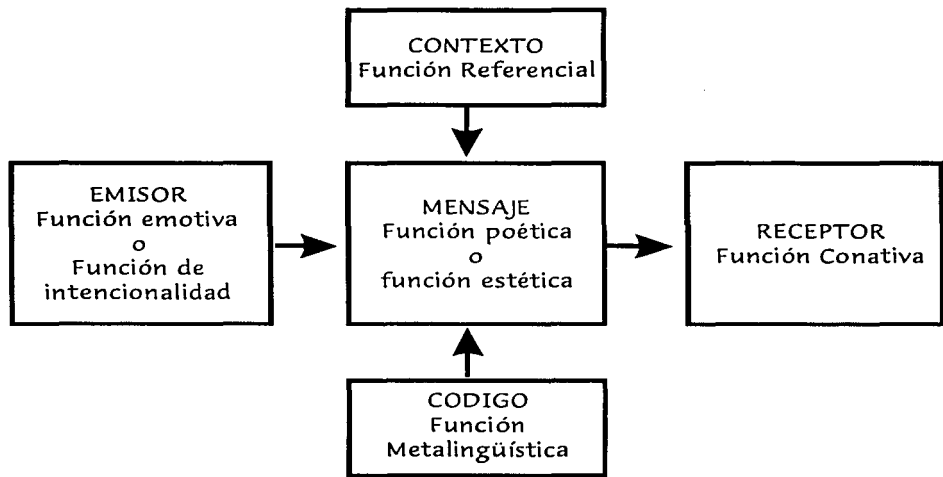 CONTEXTO
Función Referencial
EMISOR
Función emotiva
o
Función de
intencionalidad
MENSAJE
Función poética
o
función estética
RECEPTOR
Función Conativa
CODIGO
Función
Metalingüística